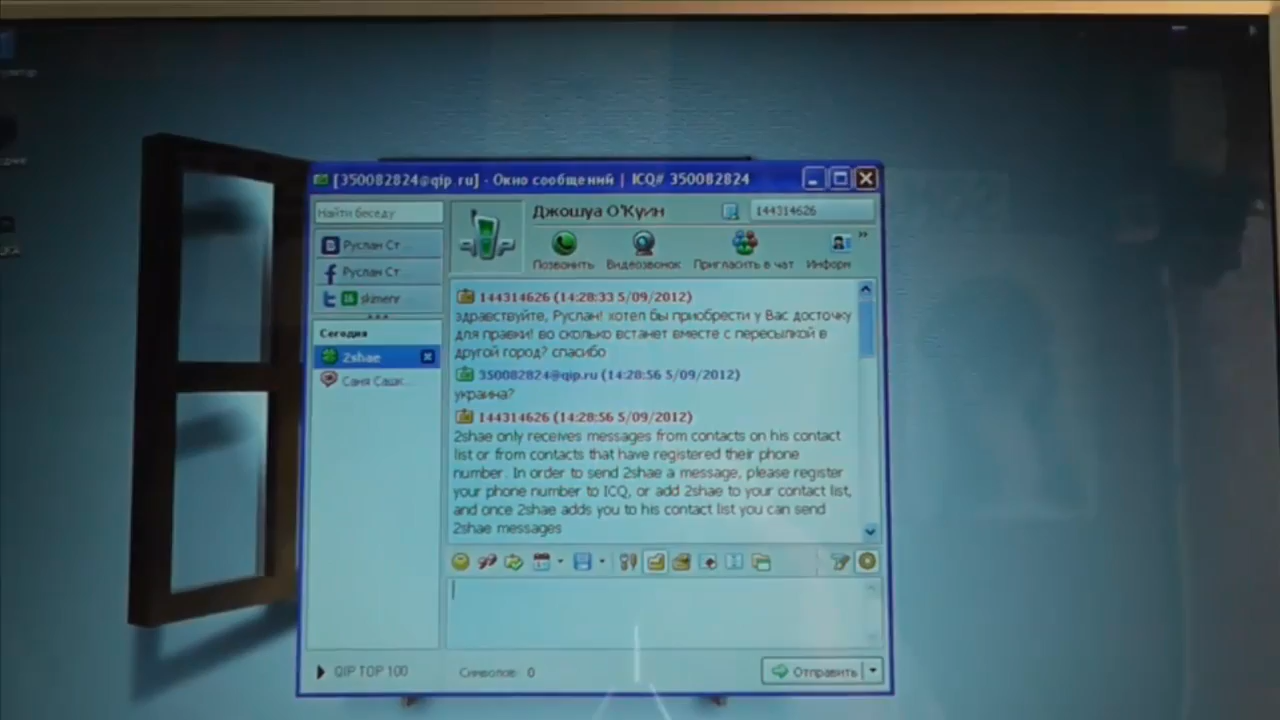 [350082824@qip.ru] - Окно сообщений | ICQ# 350082824
Найти беседу
Джошуа О'Куин
144314626
Руслан Ст
Руслан Ст
skimenr
Позвонить
Видеозвонок
Пригласить в чат
Информ
Сегодня
2shae
Саня Сашк...
144314626 (14:28:33 5/09/2012)
здравствуйте, Руслан! хотел бы приобрести у Вас досточку
для правки! во сколько встанет вместе с пересылкой в
другой город? спасибо
350082824@qip.ru (14:28:56 5/09/2012)
украина?
144314626 (14:28:56 5/09/2012)
2shae only receives messages from contacts on his contact
list or from contacts that have registered their phone
number. In order to send 2shae a message, please register
your phone number to ICQ, or add 2shae to your contact list,
and once 2shae adds you to his contact list you can send
2shae messages
QIP TOP 100
Символов: 0
Отправить